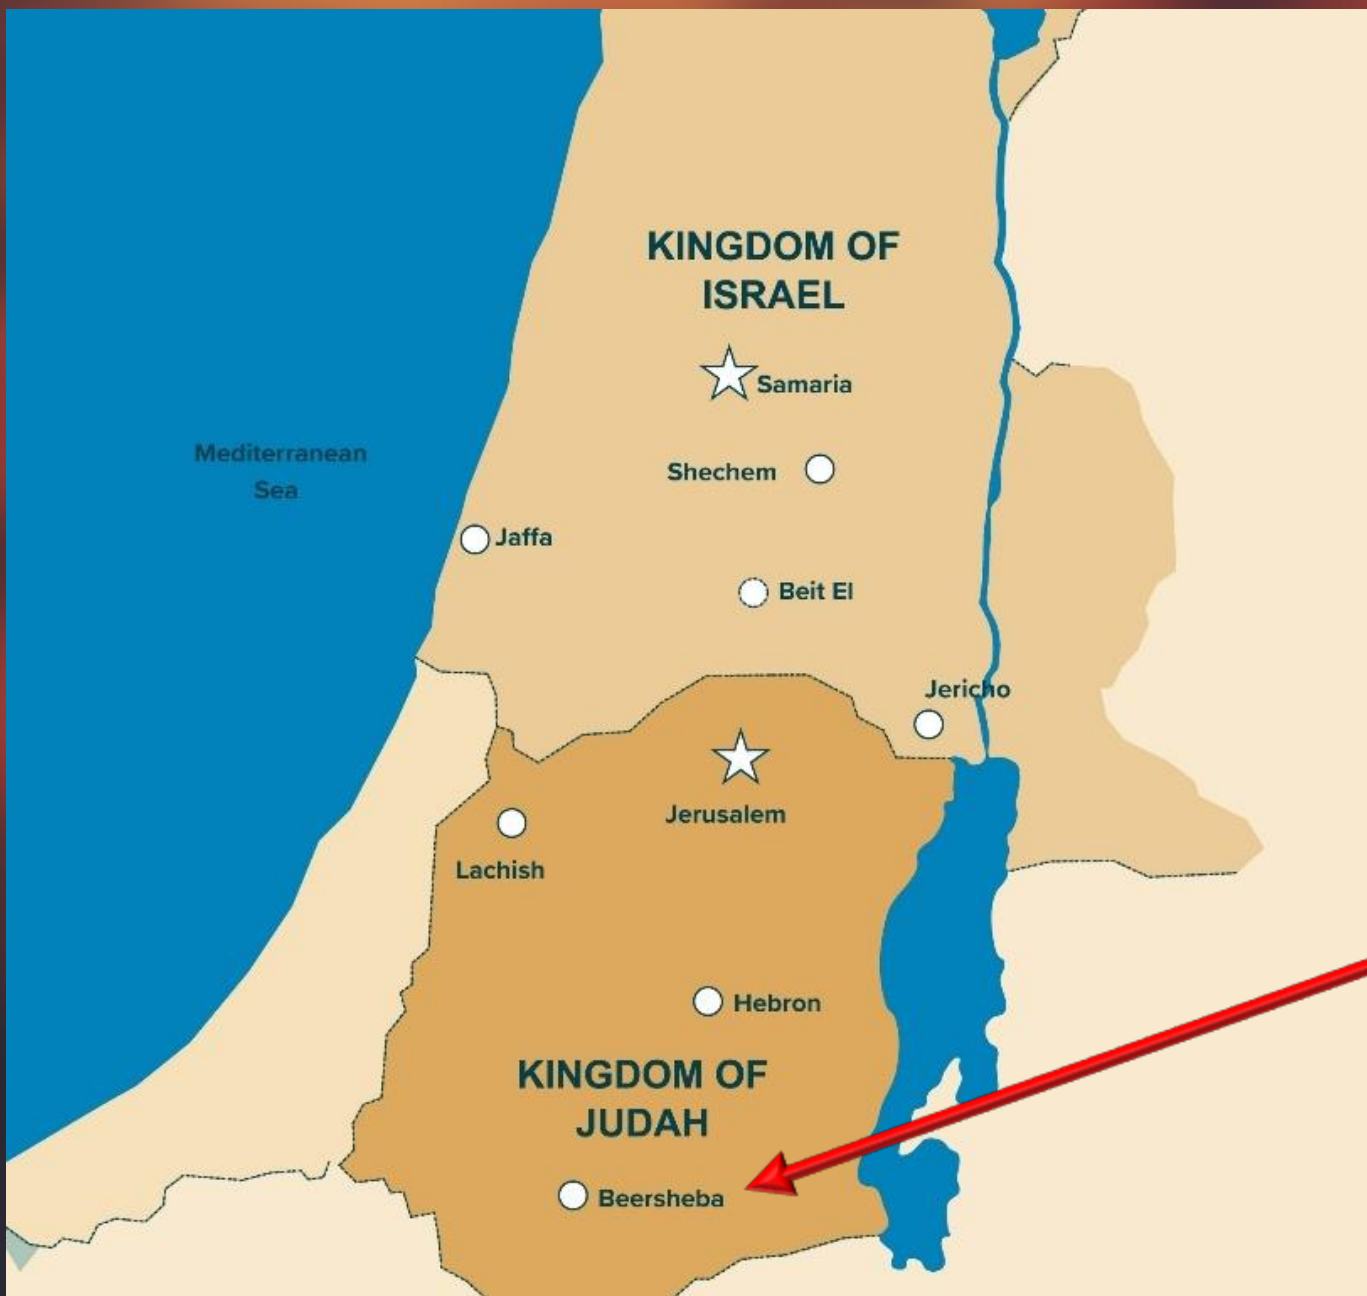 KINGDOM OF
ISRAEL
Samaria
Mediterranean
Sea
Shechem
Jaffa
Beit El
Jericho
Jerusalem
Lachish
Hebron
KINGDOM OF
JUDAH
Beersheba